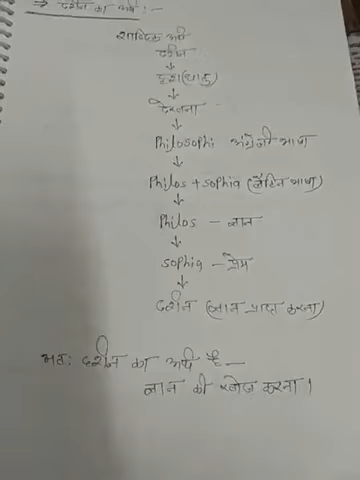 ⇒ दर्शन का अर्थ :-
शाब्दिक अर्थ
दर्शन
↓
दृश (धातु)
↓
देखना
↓
Philosophi अंग्रेजी भाषा
↓
Philos + sophia (लैटिन भाषा)
↓
Philos - ज्ञान
↓
sophia - प्रेम
↓
दर्शन (ज्ञान प्राप्त करना)
अतः दर्शन का अर्थ है -
ज्ञान की खोज करना।